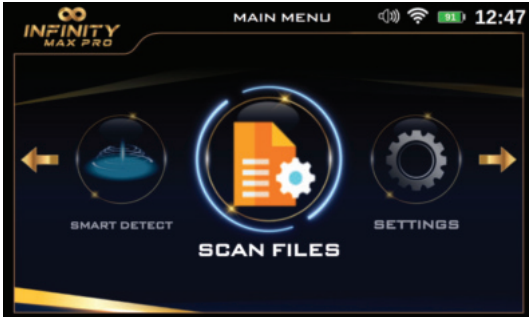 INFINITY
MAX PRO
MAIN MENU
91
12:47
SMART DETECT
SCAN FILES
SETTINGS